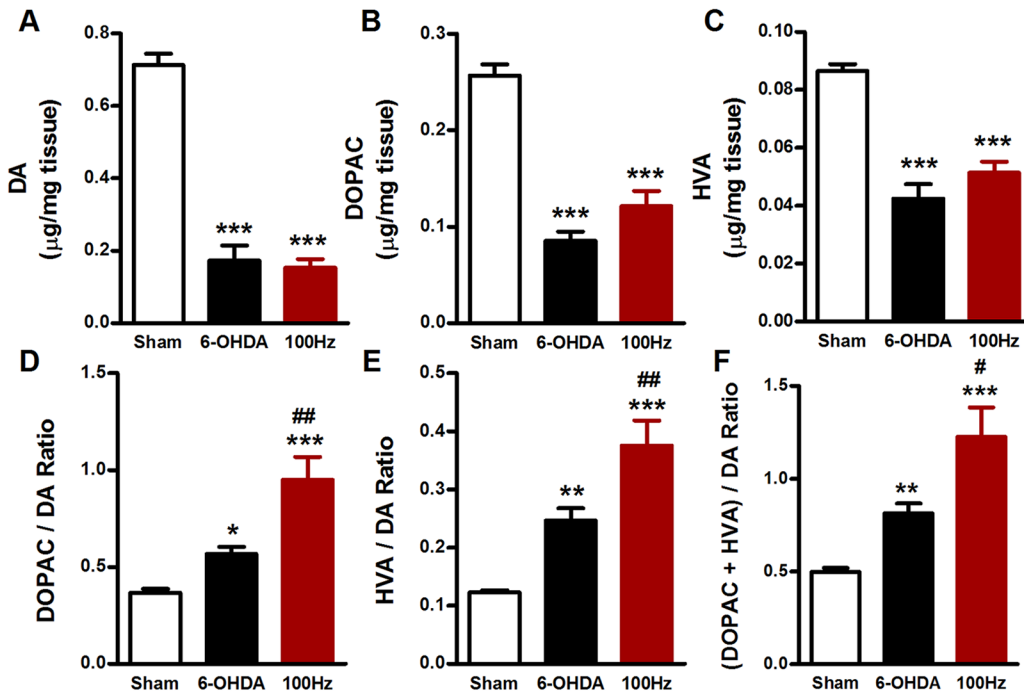 A
DA
(μg/mg tissue)
0.8
0.6
0.4
0.2
0.0
***
***
Sham 6-OHDA 100Hz
B
DOPAC
(μg/mg tissue)
0.3
0.2
0.1
0.0
***
***
Sham 6-OHDA 100Hz
C
HVA
(μg/mg tissue)
0.10
0.08
0.06
0.04
0.02
0.00
***
***
Sham 6-OHDA 100Hz
D
DOPAC / DA Ratio
1.5
1.0
0.5
0.0
*
##
***
Sham 6-OHDA 100Hz
E
HVA / DA Ratio
0.5
0.4
0.3
0.2
0.1
0.0
**
##
***
Sham 6-OHDA 100Hz
F
(DOPAC + HVA) / DA Ratio
1.5
1.0
0.5
0.0
**
#
***
Sham 6-OHDA 100Hz